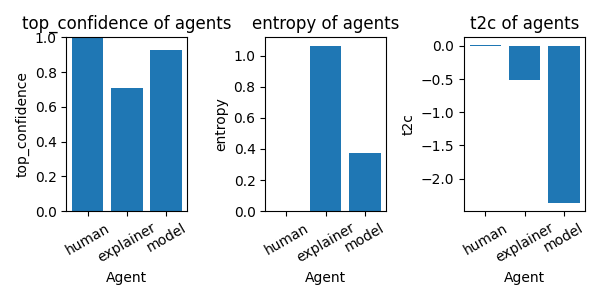 top_confidence of agents
top_confidence
1.0
0.8
0.6
0.4
0.2
0.0
human
explainer
model
Agent
entropy of agents
entropy
1.0
0.8
0.6
0.4
0.2
0.0
human
explainer
model
Agent
t2c of agents
t2c
0.0
−0.5
−1.0
−1.5
−2.0
human
explainer
model
Agent